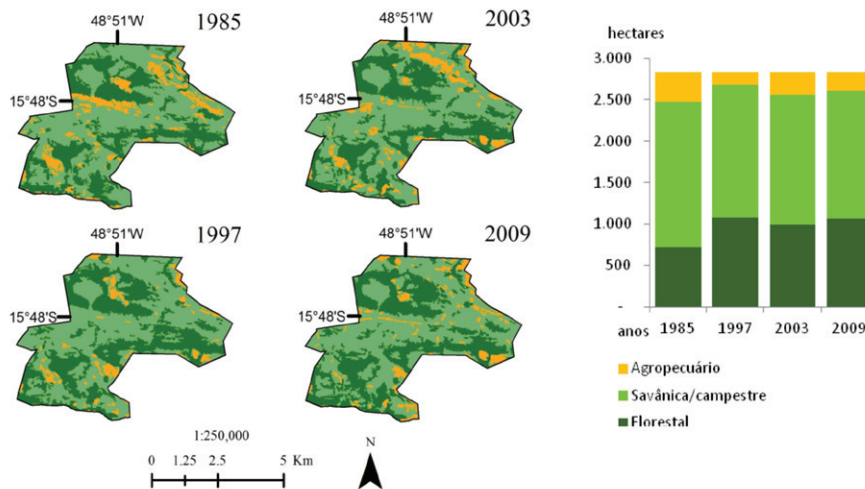 1985
48°51'W
15°48'S
2003
48°51'W
15°48'S
1997
48°51'W
15°48'S
2009
48°51'W
15°48'S
1:250,000
0 1.25 2.5 5 Km
N
hectares
3.000
2.500
2.000
1.500
1.000
500
-
anos 1985 1997 2003 2009
Agropecuário
Savânica/campestre
Florestal